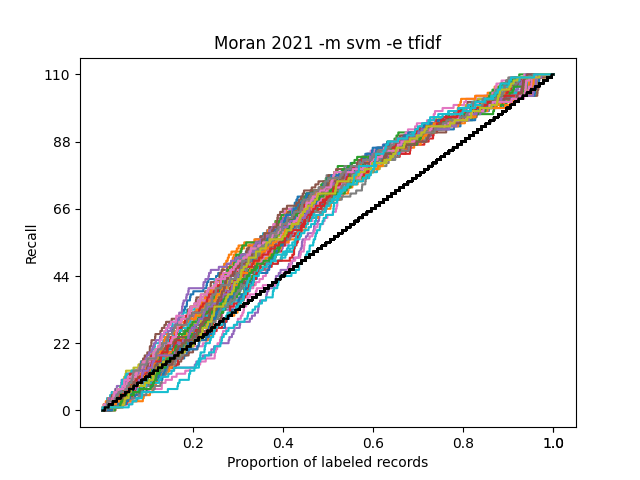 Moran 2021 -m svm -e tfidf
110
88
66
44
22
0
Recall
0.2 0.4 0.6 0.8 1.0
Proportion of labeled records